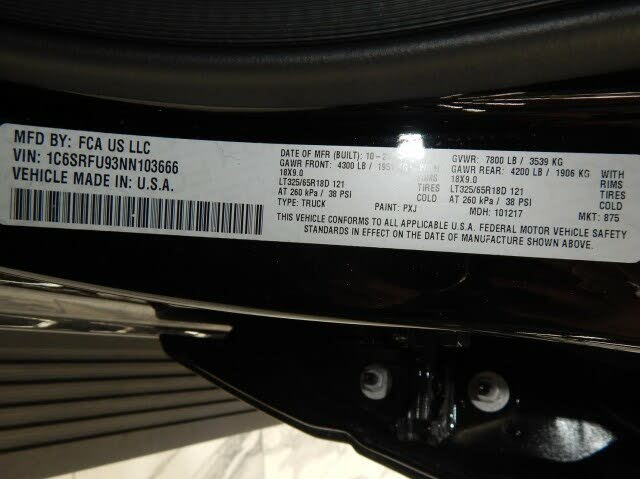 MFD BY: FCA US LLC
VIN: 1C6SRFU93NN103666
VEHICLE MADE IN: U.S.A.
DATE OF MFR (BUILT): 10-2
GAWR FRONT: 4300 LB / 195
18X9.0 RIMS
LT325/65R18D 121 TIRES
AT 260 kPa / 38 PSI COLD
TYPE: TRUCK PAINT: PXJ
GVWR: 7800 LB / 3539 KG
GAWR REAR: 4200 LB / 1906 KG WITH
18X9.0 RIMS
LT325/65R18D 121 TIRES
AT 260 kPa / 38 PSI COLD
MDH: 101217 MKT: 875
THIS VEHICLE CONFORMS TO ALL APPLICABLE U.S.A. FEDERAL MOTOR VEHICLE SAFETY
STANDARDS IN EFFECT ON THE DATE OF MANUFACTURE SHOWN ABOVE.